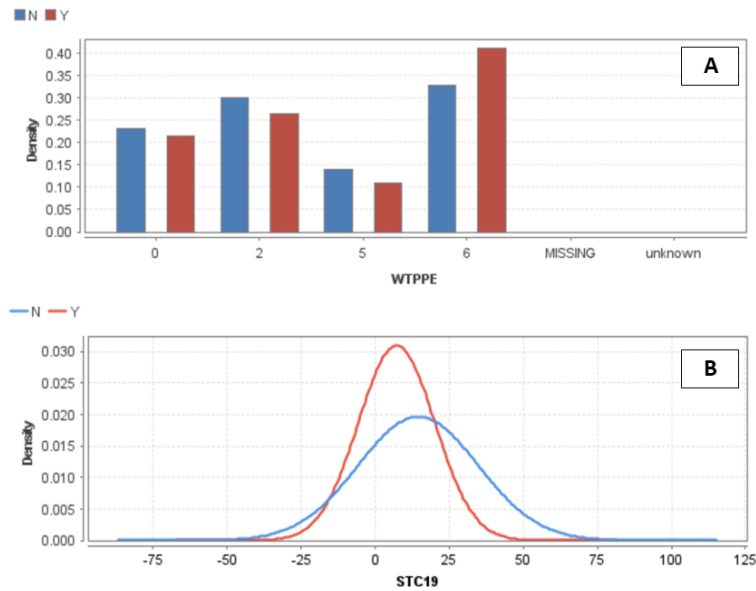 N Y
A
0.40
0.35
0.30
0.25
0.20
0.15
0.10
0.05
0.00
Density
0 2 5 6 MISSING unknown
WTPPE
N Y
B
0.030
0.025
0.020
0.015
0.010
0.005
0.000
Density
-75 -50 -25 0 25 50 75 100 125
STC19